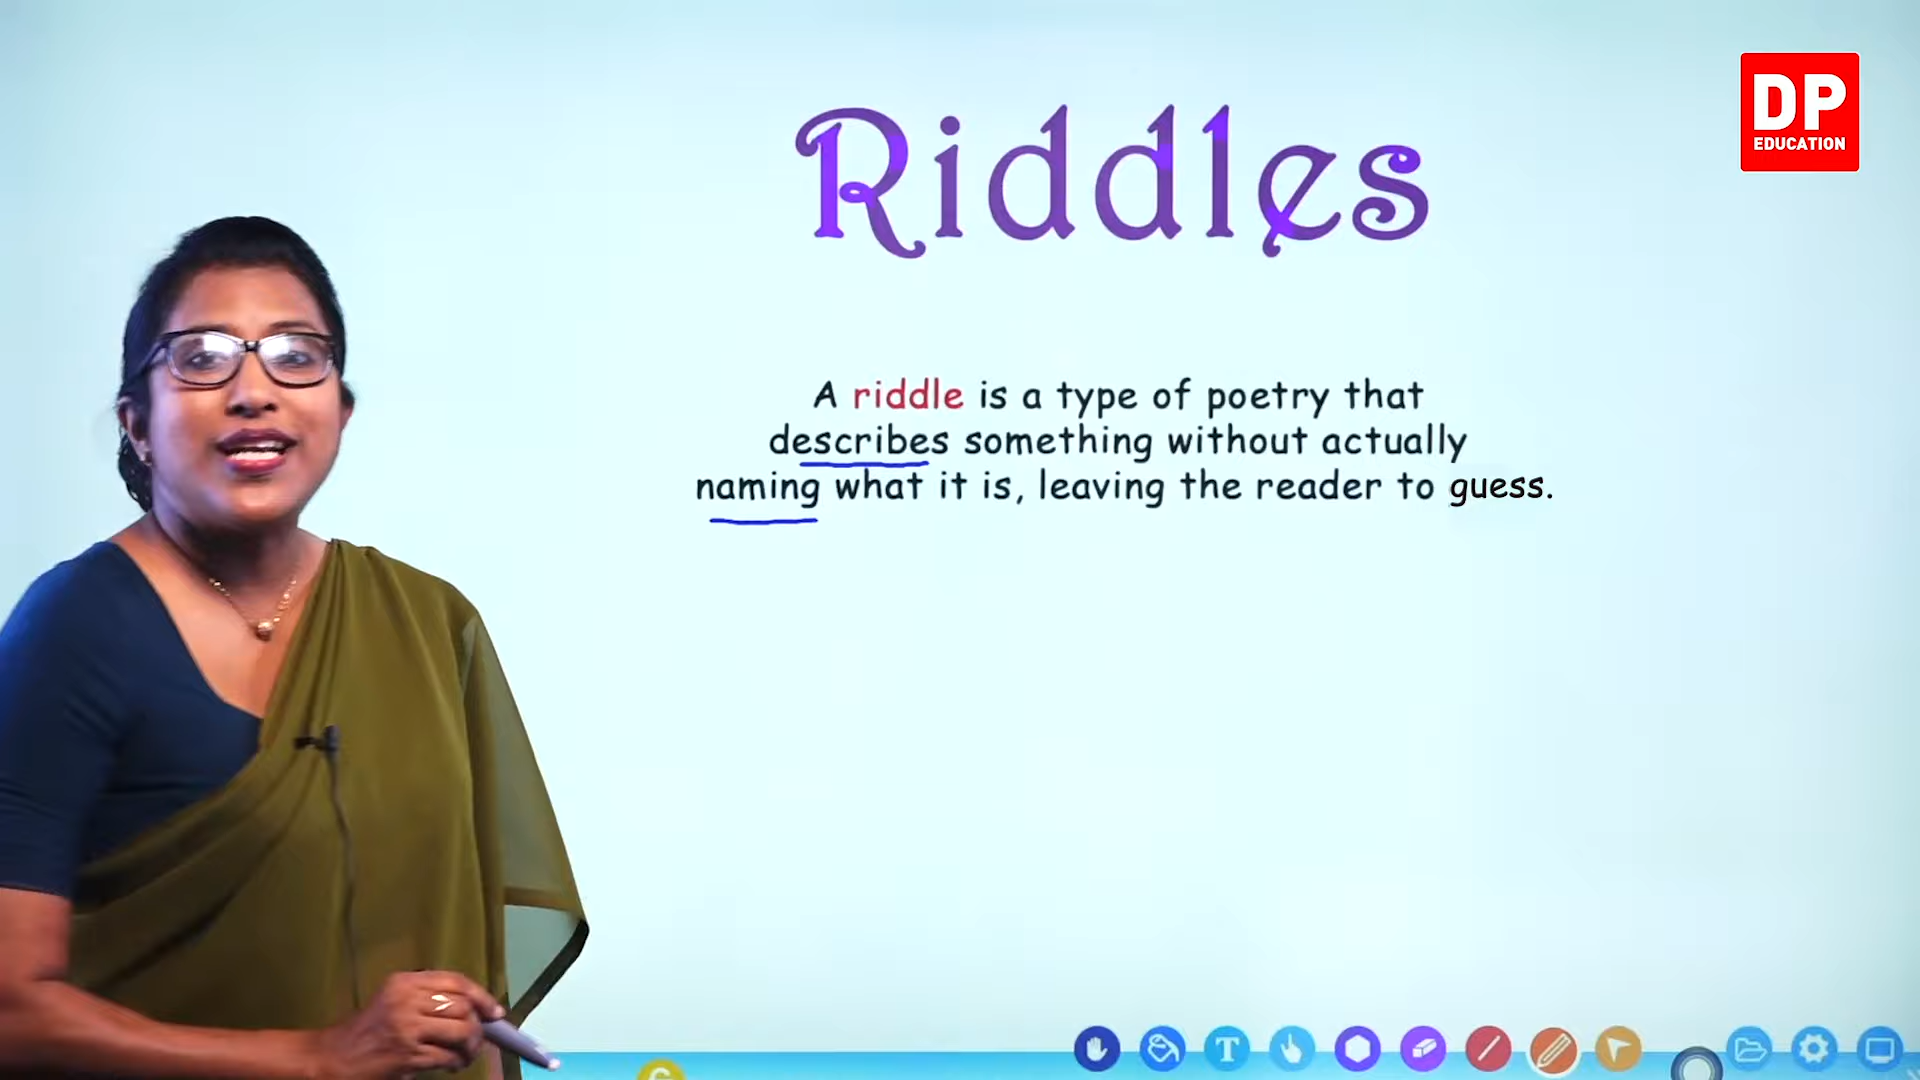 DP
EDUCATION
Riddles
A riddle is a type of poetry that
describes something without actually
naming what it is, leaving the reader to guess.
T